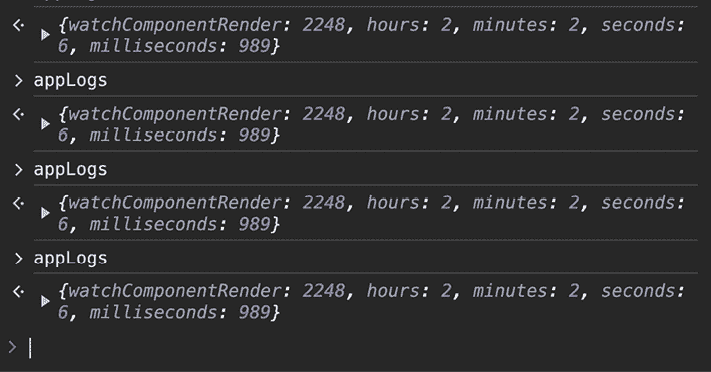 {watchComponentRender: 2248, hours: 2, minutes: 2, seconds:
6, milliseconds: 989}
> appLogs
{watchComponentRender: 2248, hours: 2, minutes: 2, seconds:
6, milliseconds: 989}
> appLogs
{watchComponentRender: 2248, hours: 2, minutes: 2, seconds:
6, milliseconds: 989}
> appLogs
{watchComponentRender: 2248, hours: 2, minutes: 2, seconds:
6, milliseconds: 989}
>